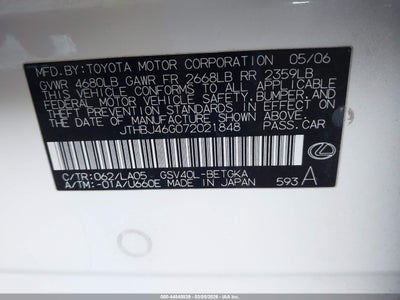 MFD.BY:TOYOTA MOTOR CORPORATION 05/06
GVWR 4680LB GAWR FR 2668LB RR 2359LB
THIS VEHICLE CONFORMS TO ALL APPLICABLE
FEDERAL MOTOR VEHICLE SAFETY, BUMPER, AND
THEFT PREVENTION STANDARDS IN EFFECT ON
THE DATE OF MANUFACTURE SHOWN ABOVE.
JTHBJ46G072021848 PASS.CAR
C/TR:062/LA05 GSV40L-BETGKA
A/TM:-01A/U660E MADE IN JAPAN 593 A